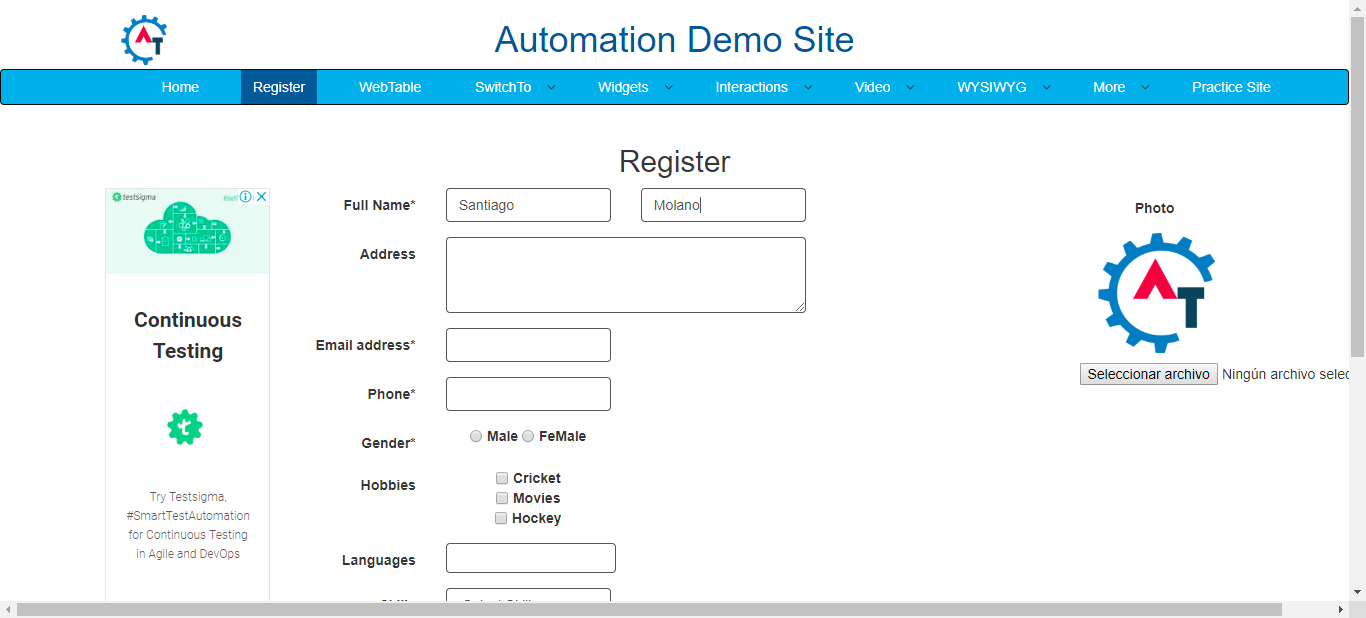 AT
Automation Demo Site
Home Register WebTable SwitchTo Widgets Interactions Video WYSIWYG More Practice Site
Register
testsigma
Continuous
Testing
Try Testsigma,
#SmartTestAutomation
for Continuous Testing
in Agile and DevOps
Full Name* Santiago Molano
Address
Email address*
Phone*
Gender* Male FeMale
Hobbies Cricket
Movies
Hockey
Languages
Photo
AT
Seleccionar archivo Ningún archivo selec